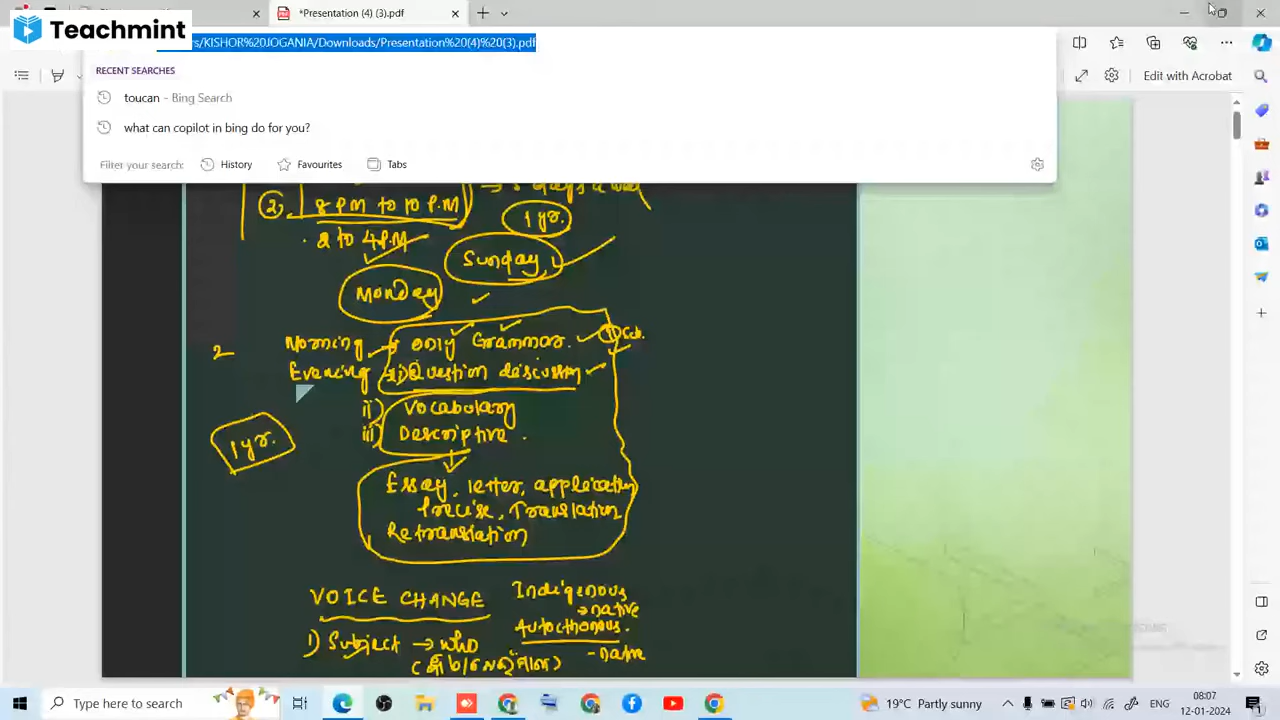 *Presentation (4) (3).pdf
Teachmint
rs/KISHOR%20JOGANIA/Downloads/Presentation%20(4)%20(3).pdf
Edit with Acrobat
RECENT SEARCHES
toucan - Bing Search
what can copilot in bing do for you?
Filter your search: History Favourites Tabs
2. 8 P.M to 10 P.M
1 yr.
2 to 4 P.M
Sunday
Monday
2 Morning → only Grammar.
Evening
ii) Vocabulary
1 yr. iii) Descriptive.
Essay, letter, application
Precise, Translation
Retranslation
VOICE CHANGE Indigenous
→ native
Autocthonous.
1) Subject → who
- native
Type here to search
19°C Partly sunny
ENG
08:07
12-01-2024